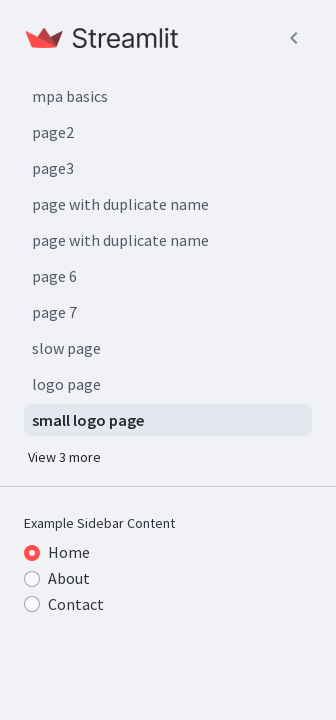 Streamlit
mpa basics
page2
page3
page with duplicate name
page with duplicate name
page 6
page 7
slow page
logo page
small logo page
View 3 more
Example Sidebar Content
Home
About
Contact